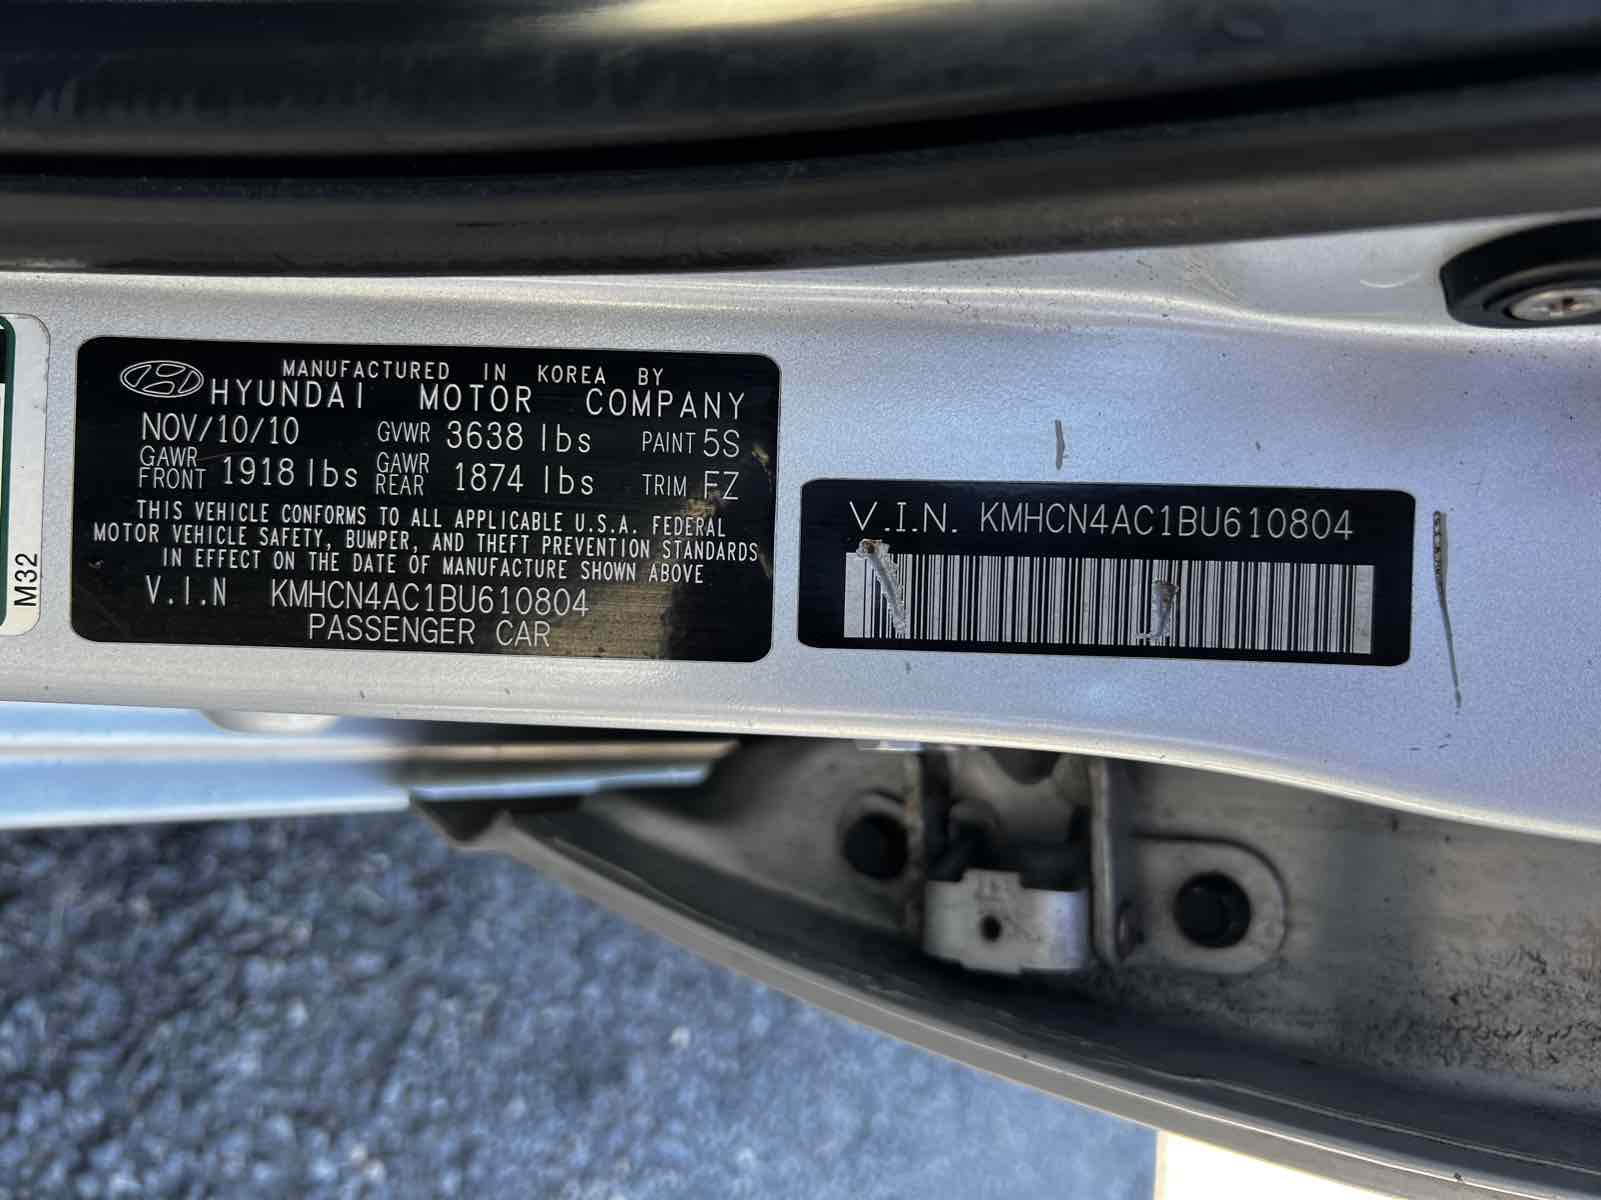 MANUFACTURED IN KOREA BY
HYUNDAI MOTOR COMPANY
NOV/10/10 GVWR 3638 lbs PAINT 5S
GAWR FRONT 1918 lbs GAWR REAR 1874 lbs TRIM FZ
THIS VEHICLE CONFORMS TO ALL APPLICABLE U.S.A. FEDERAL
MOTOR VEHICLE SAFETY, BUMPER, AND THEFT PREVENTION STANDARDS
IN EFFECT ON THE DATE OF MANUFACTURE SHOWN ABOVE
V.I.N KMHCN4AC1BU610804
PASSENGER CAR
V.I.N. KMHCN4AC1BU610804
M32